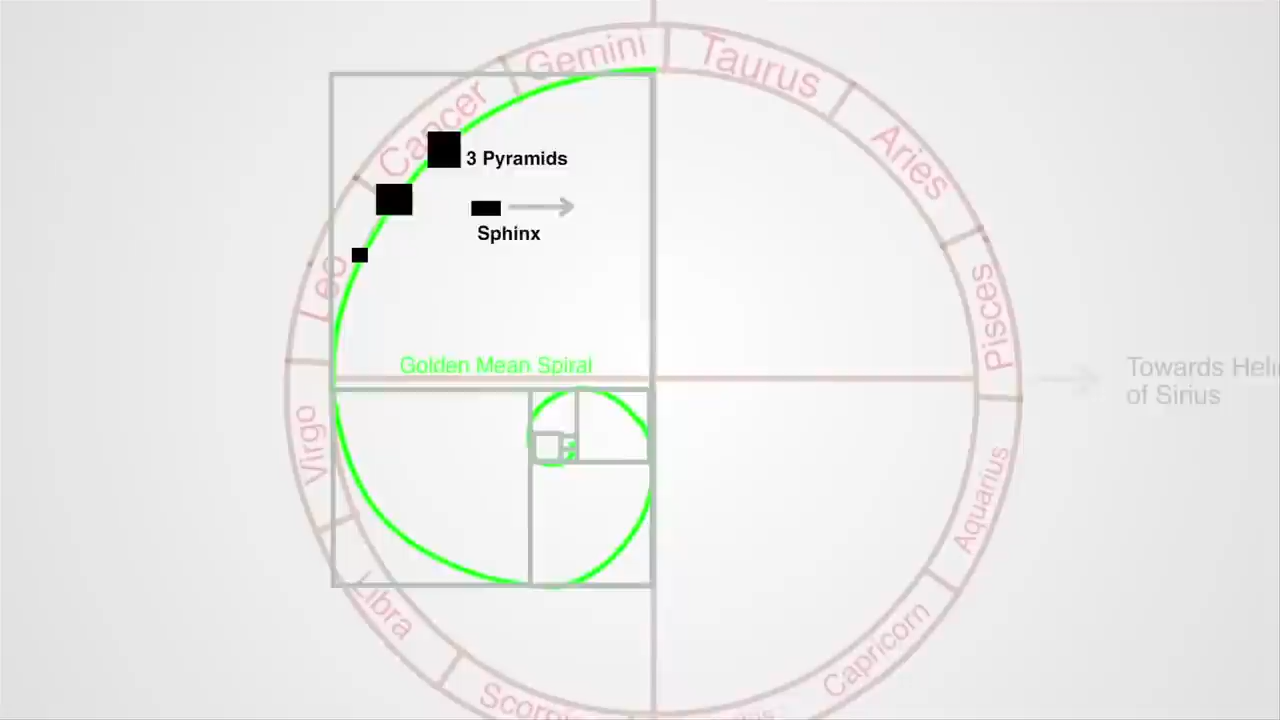 Gemini
Taurus
Cancer
Aries
3 Pyramids
Sphinx
Leo
Pisces
Golden Mean Spiral
Towards Heli
of Sirius
Virgo
Aquarius
Libra
Capricorn